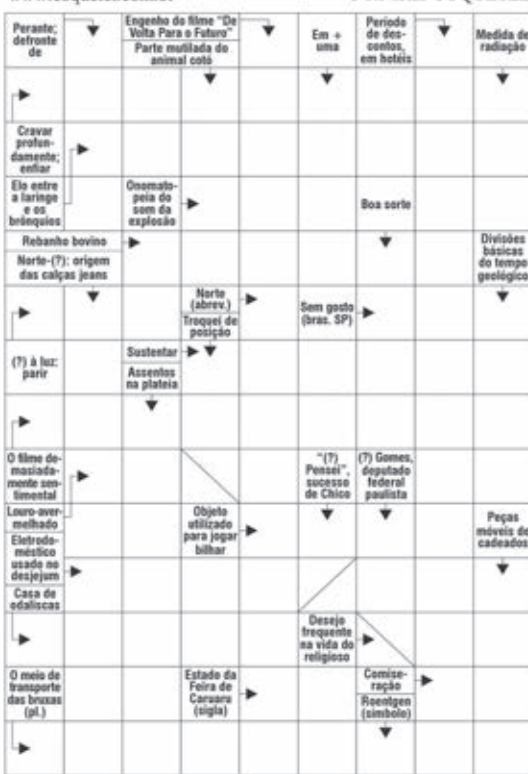 Perante;
defronte
de
Engenho do filme "De
Volta Para o Futuro"
Parte mutilada do
animal cotó
Em +
uma
Período
de des-
contos,
em hotéis
Medida de
radiação
Cravar
profun-
damente;
enfiar
Elo entre
a laringe
e os
brônquios
Onomato-
peia do
som da
explosão
Boa sorte
Rebanho bovino
Norte-(?): origem
das calças jeans
Divisões
básicas
do tempo
geológico
Norte
(abrev.)
Troquei de
posição
Sem gosto
(bras. SP)
(?) à luz:
parir
Sustentar
Assentos
na plateia
O filme de-
masiada-
mente sen-
timental
"(?)
Pensei",
sucesso
de Chico
(?) Gomes,
deputado
federal
paulista
Louro-aver-
melhado
Objeto
utilizado
para jogar
bilhar
Peças
móveis de
cadeados
Eletrodo-
méstico
usado no
desjejum
Casa de
odaliscas
Desejo
frequente
na vida do
religioso
O meio de
transporte
das bruxas
(pl.)
Estado da
Feira de
Caruaru
(sigla)
Comise-
ração
Roentgen
(símbolo)